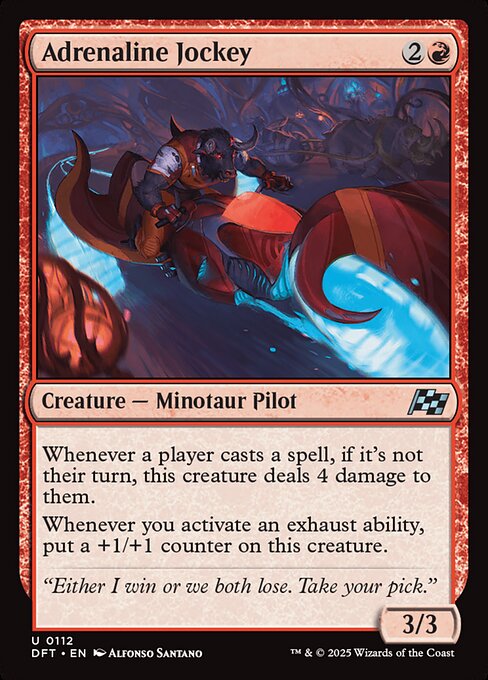 Adrenaline Jockey 2
Creature — Minotaur Pilot
Whenever a player casts a spell, if it's not
their turn, this creature deals 4 damage to
them.
Whenever you activate an exhaust ability,
put a +1/+1 counter on this creature.
“Either I win or we both lose. Take your pick.”
3/3
U 0112
DFT • EN Alfonso Santano
™ & © 2025 Wizards of the Coast